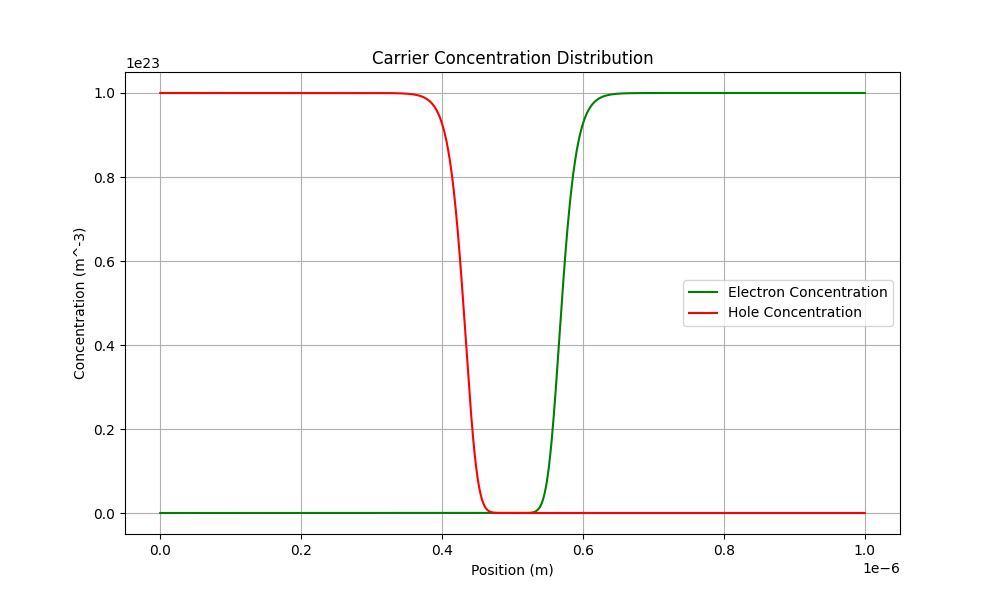 Carrier Concentration Distribution
1e23
1.0
0.8
0.6
0.4
0.2
0.0
Concentration (m^-3)
Electron Concentration
Hole Concentration
0.0 0.2 0.4 0.6 0.8 1.0
1e−6
Position (m)